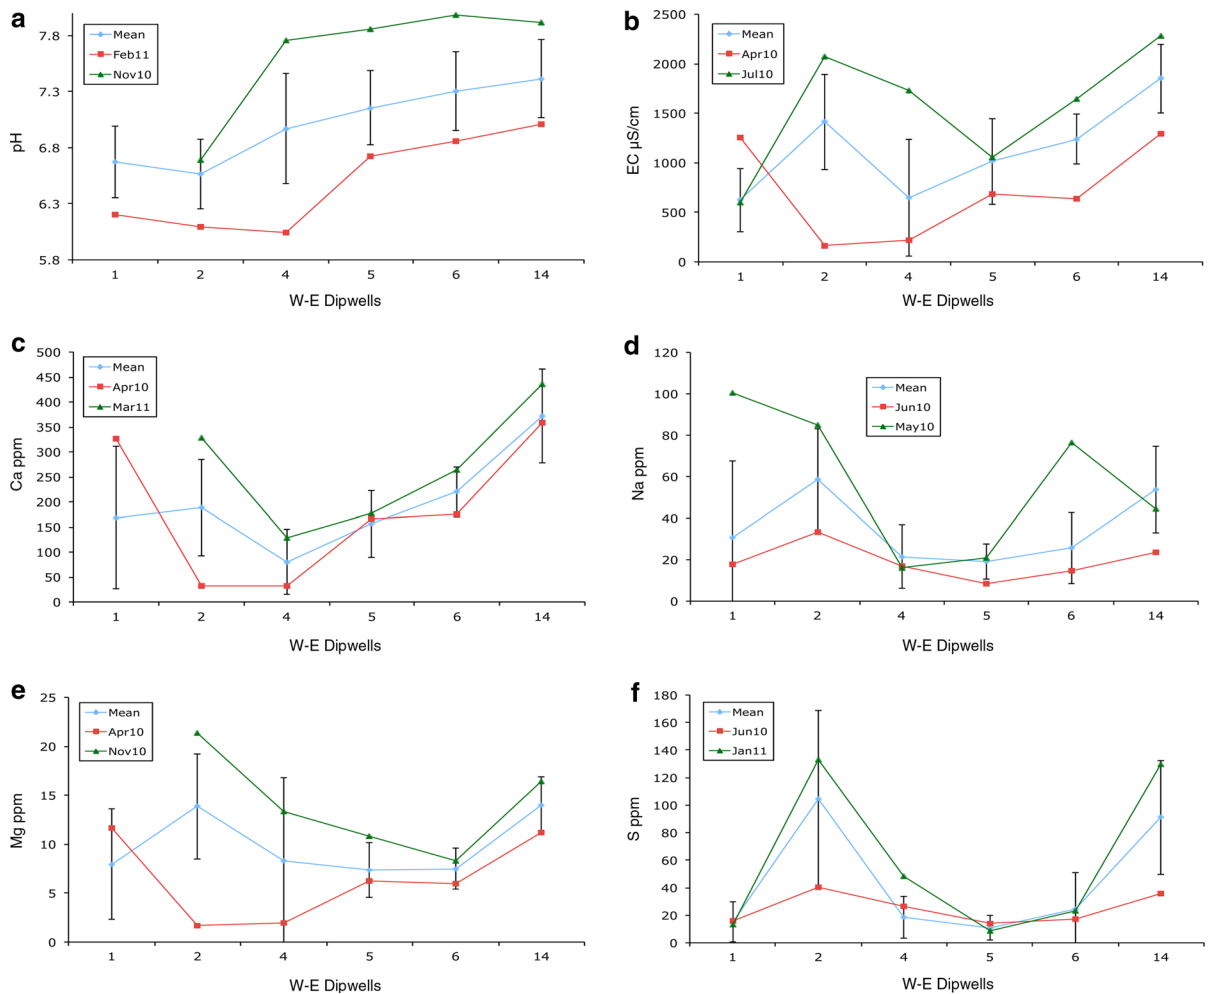 a
Mean
Feb11
Nov10
7.8
7.3
6.8
6.3
5.8
pH
1 2 4 5 6 14
W-E Dipwells
b
Mean
Apr10
Jul10
2500
2000
1500
1000
500
0
EC µS/cm
1 2 4 5 6 14
W-E Dipwells
c
Mean
Apr10
Mar11
500
450
400
350
300
250
200
150
100
50
0
Ca ppm
1 2 4 5 6 14
W-E Dipwells
d
Mean
Jun10
May10
120
100
80
60
40
20
0
Na ppm
1 2 4 5 6 14
W-E Dipwells
e
Mean
Apr10
Nov10
25
20
15
10
5
0
Mg ppm
1 2 4 5 6 14
W-E Dipwells
f
Mean
Jun10
Jan11
180
160
140
120
100
80
60
40
20
0
S ppm
1 2 4 5 6 14
W-E Dipwells